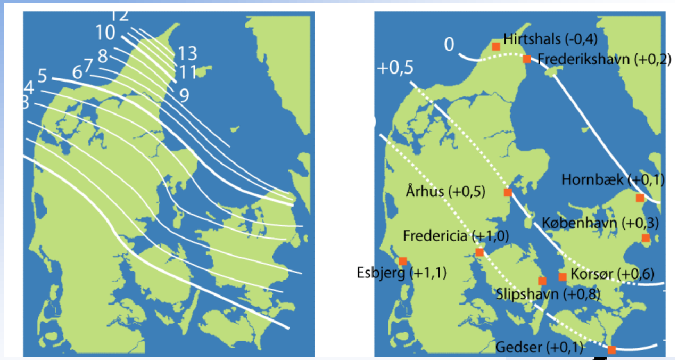 12
10
13
8
11
7
6
5
9
4
3
Hirtshals (-0,4)
0
Frederikshavn (+0,2)
+0,5
Hornbæk (+0,1)
Århus (+0,5)
København (+0,3)
Fredericia (+1,0)
Esbjerg (+1,1)
Korsør (+0,6)
Slipshavn (+0,8)
Gedser (+0,1)